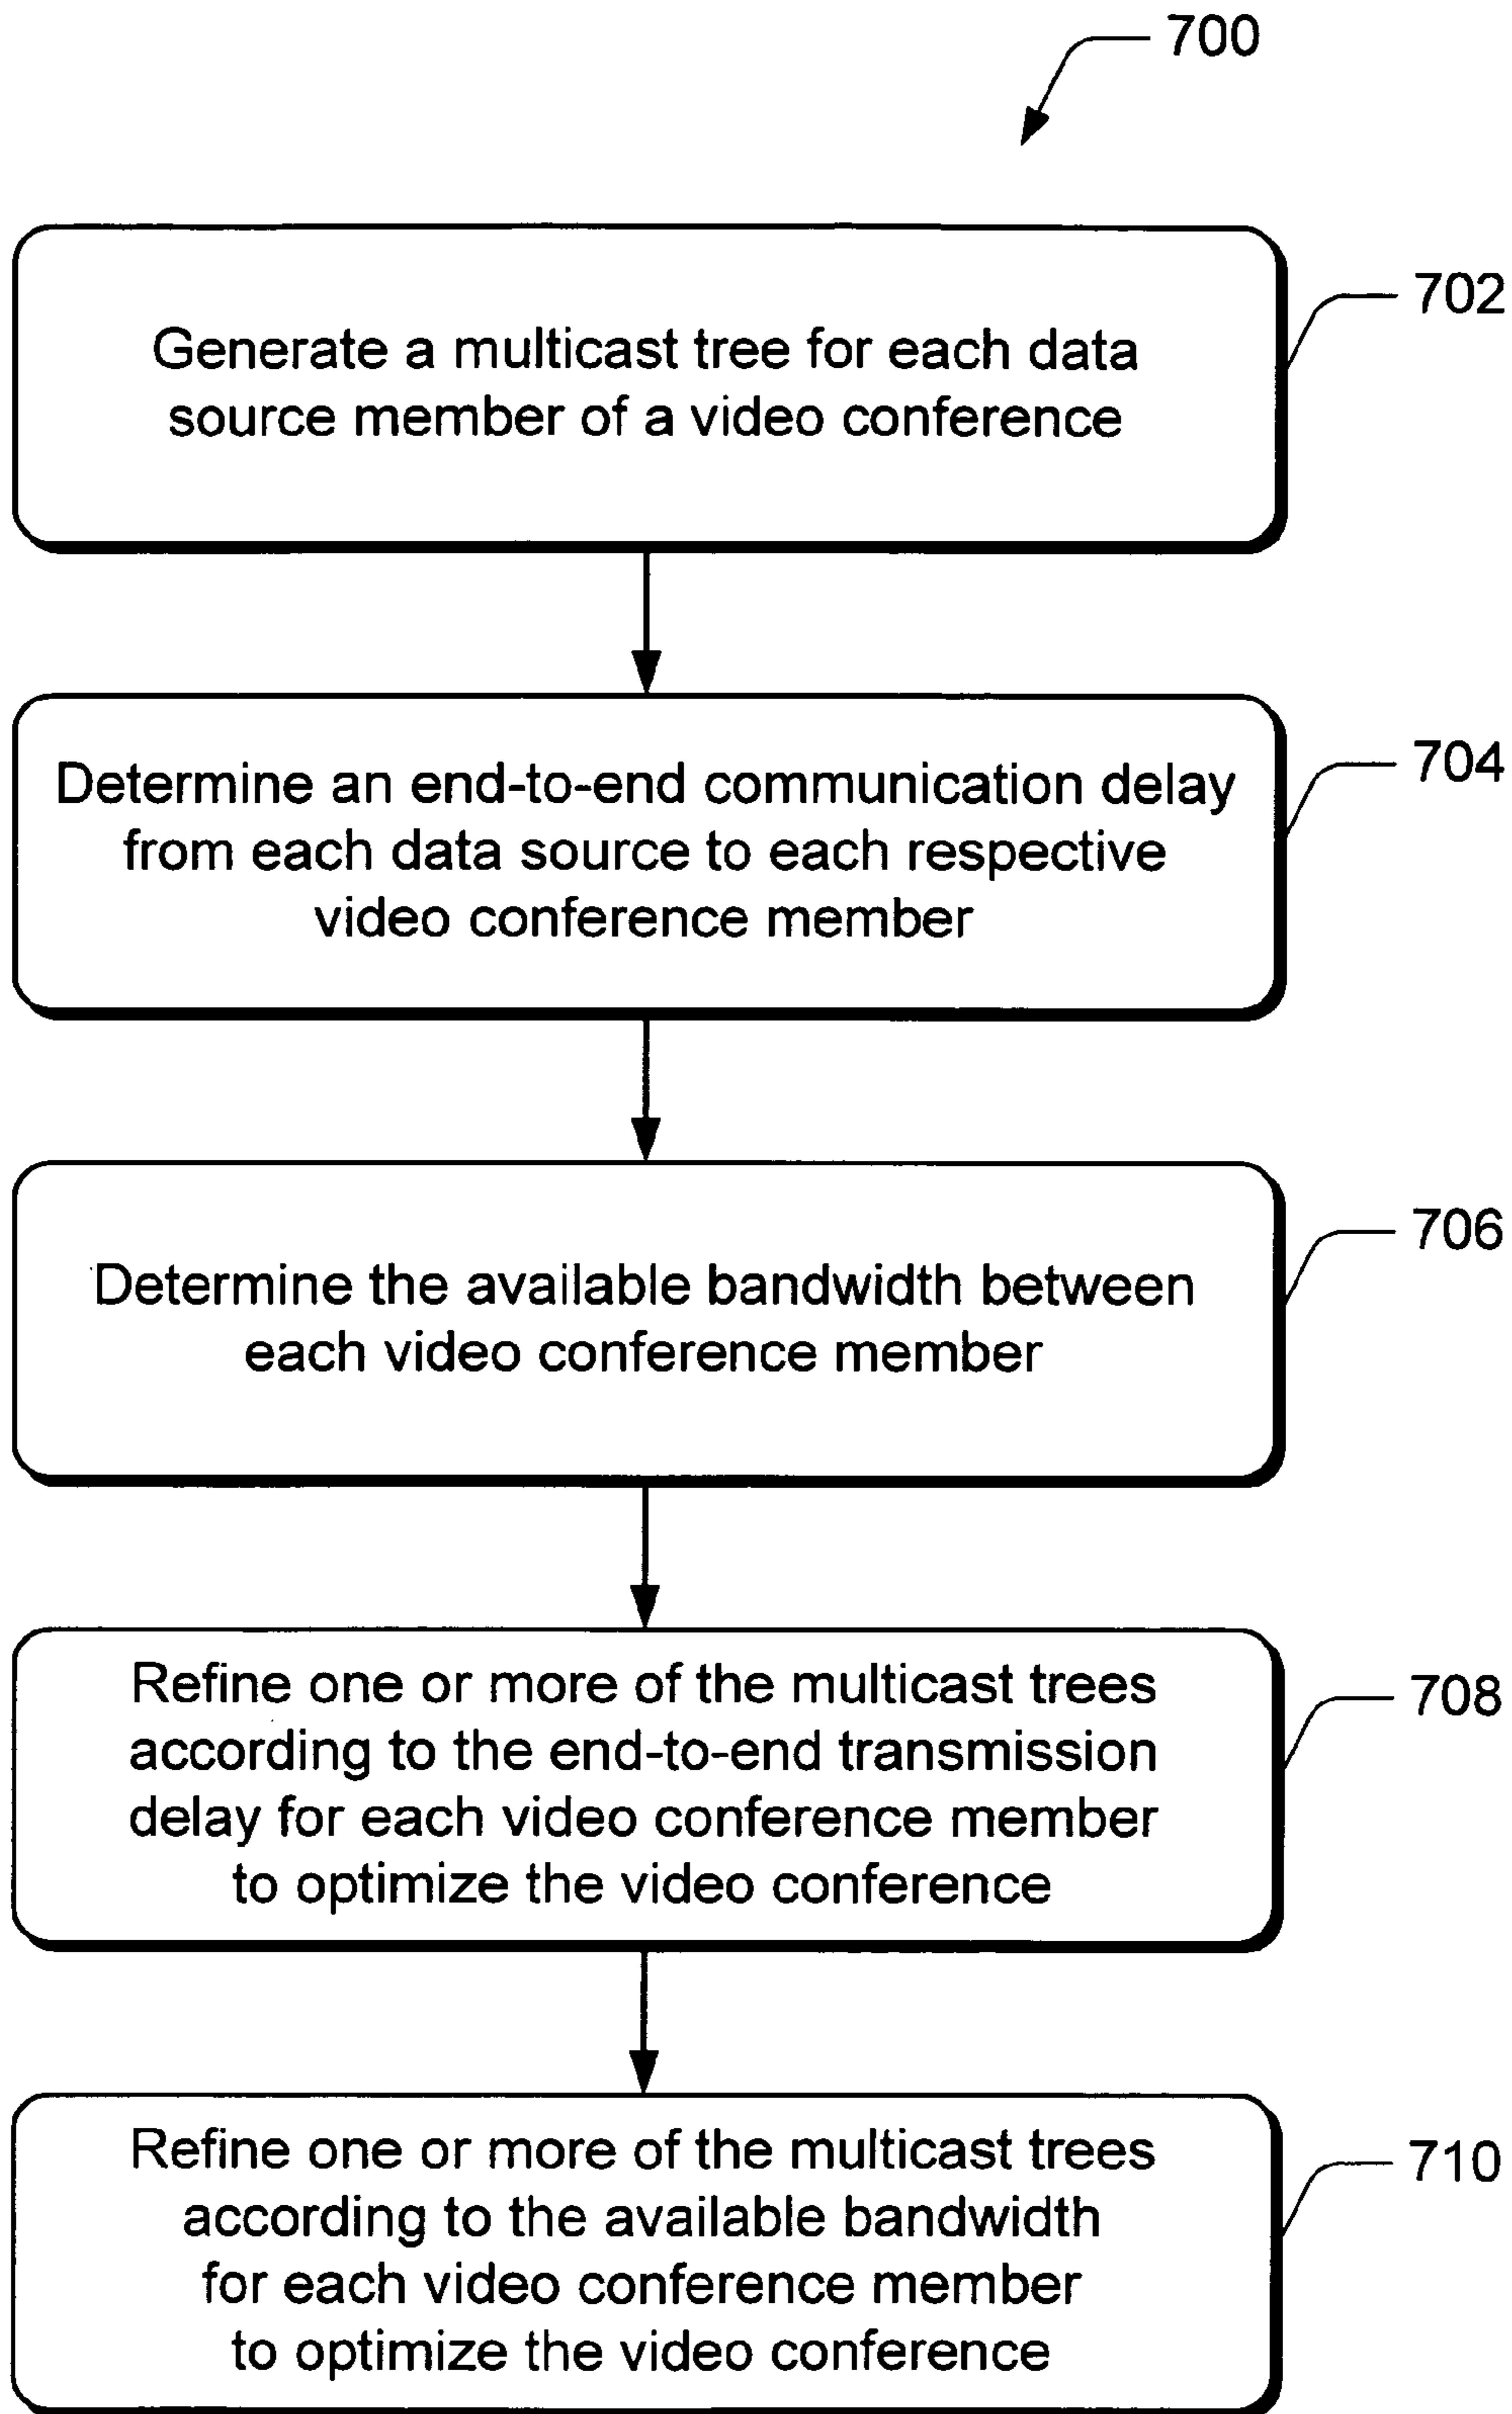 700
Generate a multicast tree for each data
source member of a video conference
702
Determine an end-to-end communication delay
from each data source to each respective
video conference member
704
Determine the available bandwidth between
each video conference member
706
Refine one or more of the multicast trees
according to the end-to-end transmission
delay for each video conference member
to optimize the video conference
708
Refine one or more of the multicast trees
according to the available bandwidth
for each video conference member
to optimize the video conference
710